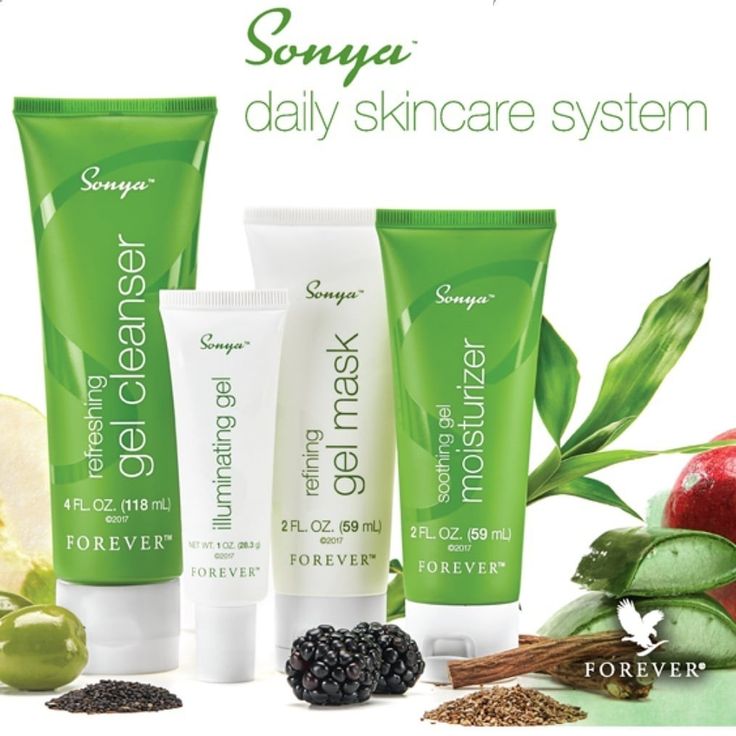 Sonya™
daily skincare system
Sonya™
refreshing
gel cleanser
4 FL. OZ. (118 mL)
©2017
FOREVER™
Sonya™
illuminating gel
NET WT. 1 OZ. (28.3 g)
©2017
FOREVER™
Sonya™
refining
gel mask
2 FL. OZ. (59 mL)
©2017
FOREVER™
Sonya™
soothing gel
moisturizer
2 FL. OZ. (59 mL)
©2017
FOREVER™
FOREVER®